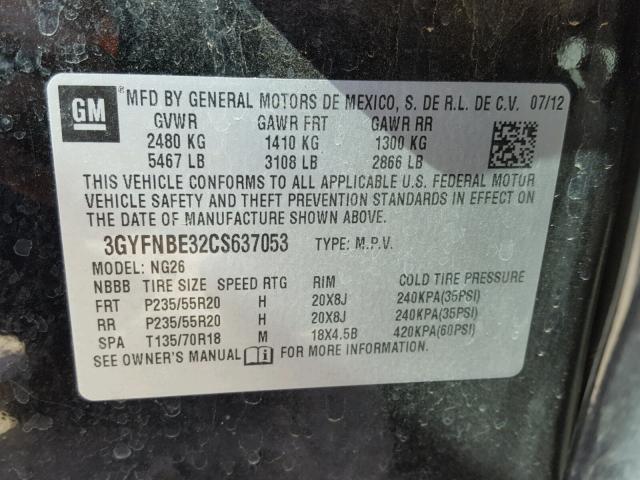 GM ® MFD BY GENERAL MOTORS DE MEXICO, S. DE R.L. DE C.V. 07/12
GVWR GAWR FRT GAWR RR
2480 KG 1410 KG 1300 KG
5467 LB 3108 LB 2866 LB
THIS VEHICLE CONFORMS TO ALL APPLICABLE U.S. FEDERAL MOTOR
VEHICLE SAFETY AND THEFT PREVENTION STANDARDS IN EFFECT ON
THE DATE OF MANUFACTURE SHOWN ABOVE.
3GYFNBE32CS637053 TYPE: M.P.V.
MODEL: NG26
NBBB TIRE SIZE SPEED RTG RIM COLD TIRE PRESSURE
FRT P235/55R20 H 20X8J 240KPA(35PSI)
RR P235/55R20 H 20X8J 240KPA(35PSI)
SPA T135/70R18 M 18X4.5B 420KPA(60PSI)
SEE OWNER'S MANUAL FOR MORE INFORMATION.